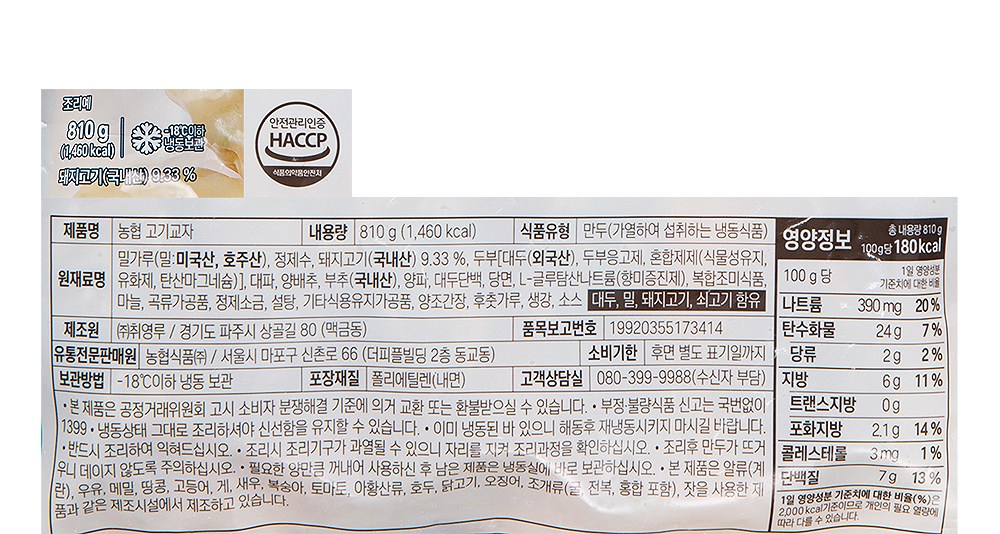 조리예
810 g
(1,460 kcal)
-18℃이하
냉동보관
돼지고기(국내산) 9.33 %
안전관리인증
HACCP
식품의약품안전처
제품명 농협 고기교자 내용량 810 g (1,460 kcal) 식품유형 만두(가열하여 섭취하는 냉동식품)
원재료명
밀가루(밀:미국산, 호주산), 정제수, 돼지고기(국내산) 9.33 %, 두부[대두(외국산), 두부응고제, 혼합제제(식물성유지,
유화제, 탄산마그네슘)], 대파, 양배추, 부추(국내산), 양파, 대두단백, 당면, L-글루탐산나트륨(향미증진제), 복합조미식품,
마늘, 곡류가공품, 정제소금, 설탕, 기타식용유지가공품, 양조간장, 후춧가루, 생강, 소스 대두, 밀, 돼지고기, 쇠고기 함유
제조원 ㈜취영루 / 경기도 파주시 상골길 80 (맥금동) 품목보고번호 19920355173414
유통전문판매원 농협식품㈜ / 서울시 마포구 신촌로 66 (더피플빌딩 2층 동교동) 소비기한 후면 별도 표기일까지
보관방법 -18℃이하 냉동 보관 포장재질 폴리에틸렌(내면) 고객상담실 080-399-9988(수신자 부담)
• 본 제품은 공정거래위원회 고시 소비자 분쟁해결 기준에 의거 교환 또는 환불받으실 수 있습니다. • 부정·불량식품 신고는 국번없이
1399 • 냉동상태 그대로 조리하셔야 신선함을 유지할 수 있습니다. • 이미 냉동된 바 있으니 해동후 재냉동시키지 마시길 바랍니다.
• 반드시 조리하여 익혀드십시오. • 조리시 조리기구가 과열될 수 있으니 자리를 지켜 조리과정을 확인하십시오. • 조리후 만두가 뜨거
우니 데이지 않도록 주의하십시오. • 필요한 양만큼 꺼내어 사용하신 후 남은 제품은 냉동실에 바로 보관하십시오. • 본 제품은 알류(계
란), 우유, 메밀, 땅콩, 고등어, 게, 새우, 복숭아, 토마토, 아황산류, 호두, 닭고기, 오징어, 조개류(굴, 전복, 홍합 포함), 잣을 사용한 제
품과 같은 제조시설에서 제조하고 있습니다.
영양정보
총 내용량 810 g
100g당 180kcal
100 g 당
1일 영양성분
기준치에 대한 비율
나트륨 390 mg 20 %
탄수화물 24 g 7 %
당류 2 g 2 %
지방 6 g 11 %
트랜스지방 0 g
포화지방 2.1 g 14 %
콜레스테롤 3 mg 1 %
단백질 7 g 13 %
1일 영양성분 기준치에 대한 비율(%)은
2,000 kcal기준이므로 개인의 필요 열량에
따라 다를 수 있습니다.